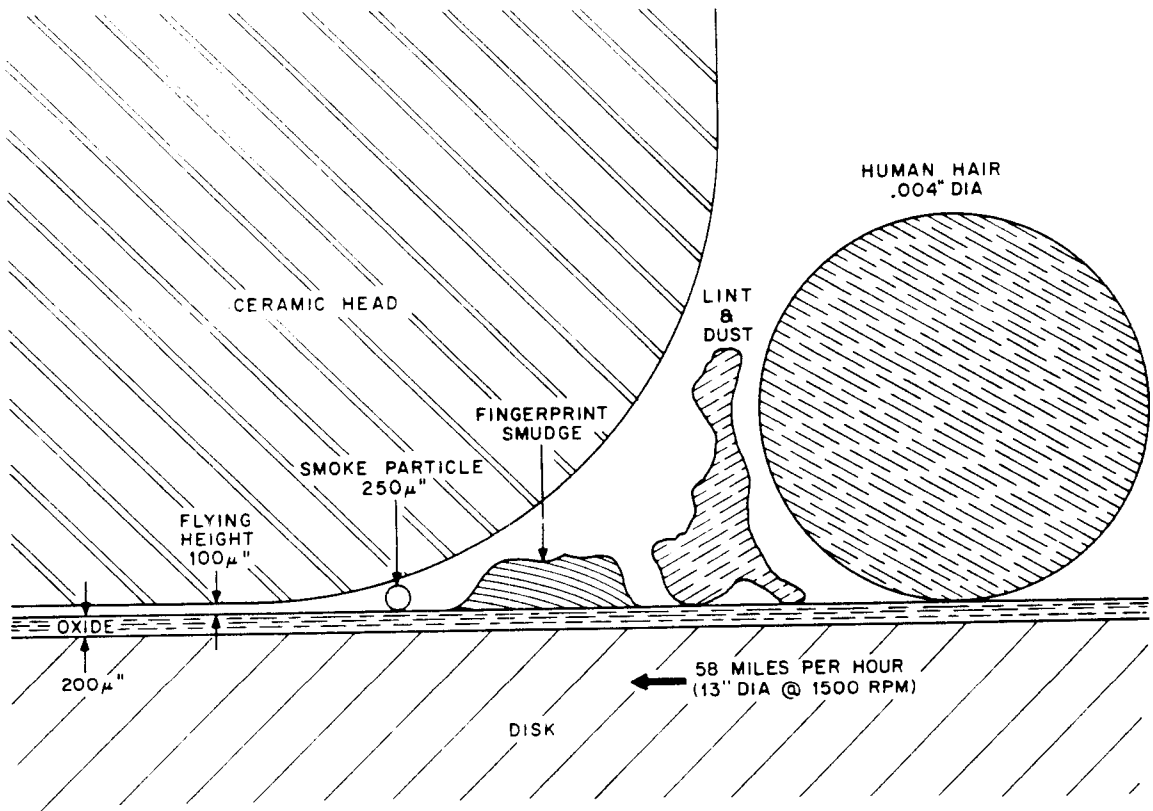 HUMAN HAIR
.004" DIA
CERAMIC HEAD
LINT
&
DUST
FINGERPRINT
SMUDGE
SMOKE PARTICLE
250μ"
FLYING
HEIGHT
100μ"
OXIDE
200μ"
58 MILES PER HOUR
(13" DIA @ 1500 RPM)
DISK